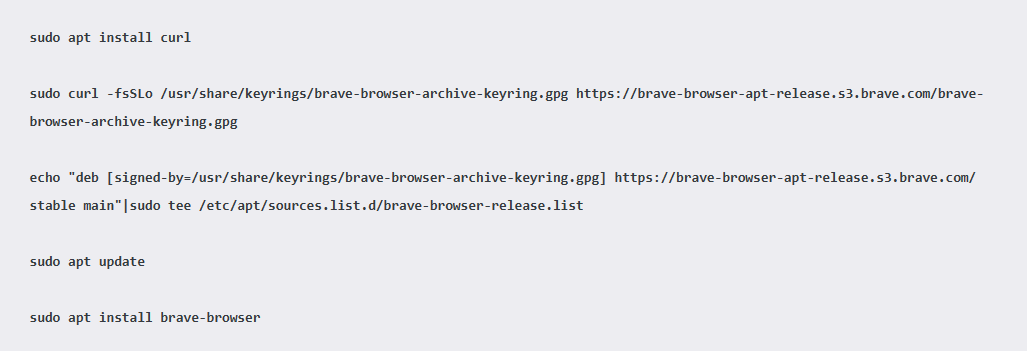 sudo apt install curl
sudo curl -fsSLo /usr/share/keyrings/brave-browser-archive-keyring.gpg https://brave-browser-apt-release.s3.brave.com/brave-
browser-archive-keyring.gpg
echo "deb [signed-by=/usr/share/keyrings/brave-browser-archive-keyring.gpg] https://brave-browser-apt-release.s3.brave.com/
stable main"|sudo tee /etc/apt/sources.list.d/brave-browser-release.list
sudo apt update
sudo apt install brave-browser